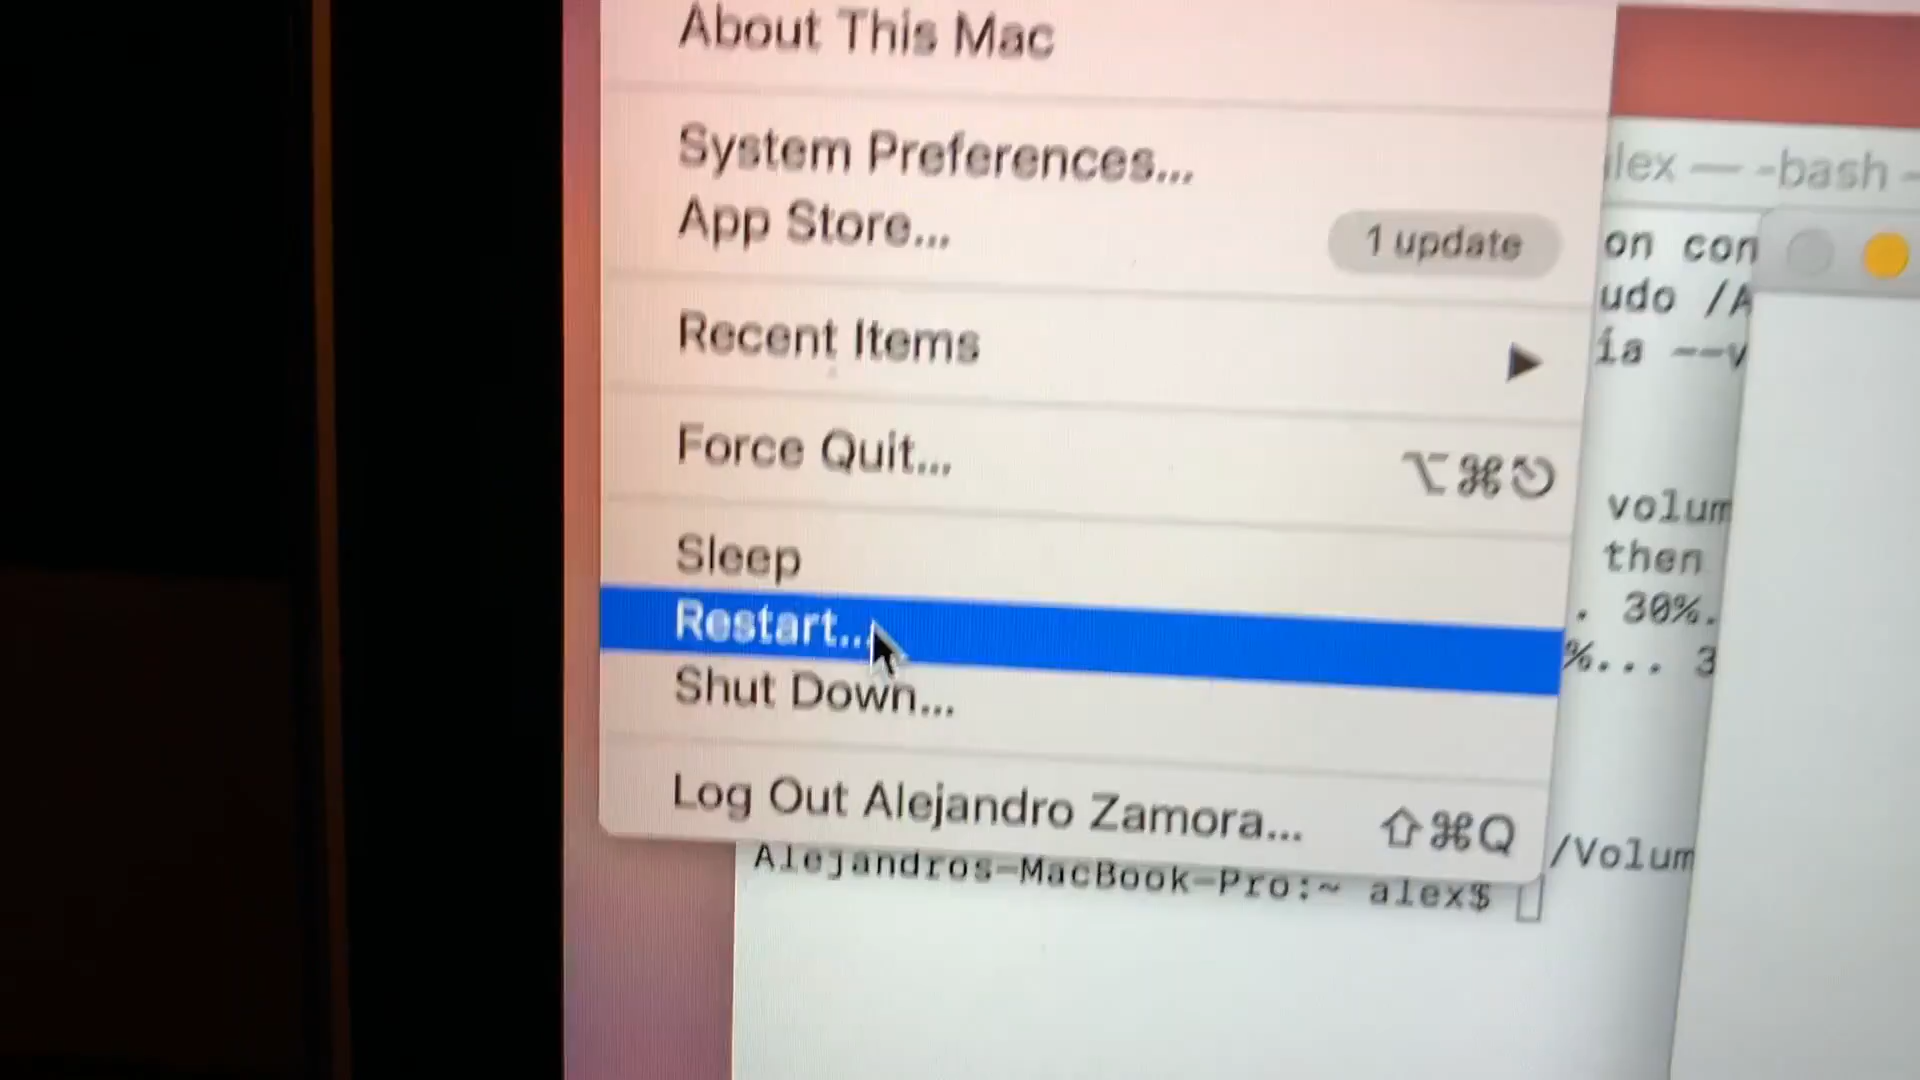 About This Mac
System Preferences...
App Store...
1 update
Recent Items
Force Quit...
⌥⌘⎋
Sleep
Restart...
Shut Down...
Log Out Alejandro Zamora...
⇧⌘Q
lex — -bash —
on con
udo /A
ia --v
volum
then
. 30%.
%... 3
/Volum
Alejandros-MacBook-Pro:~ alex$